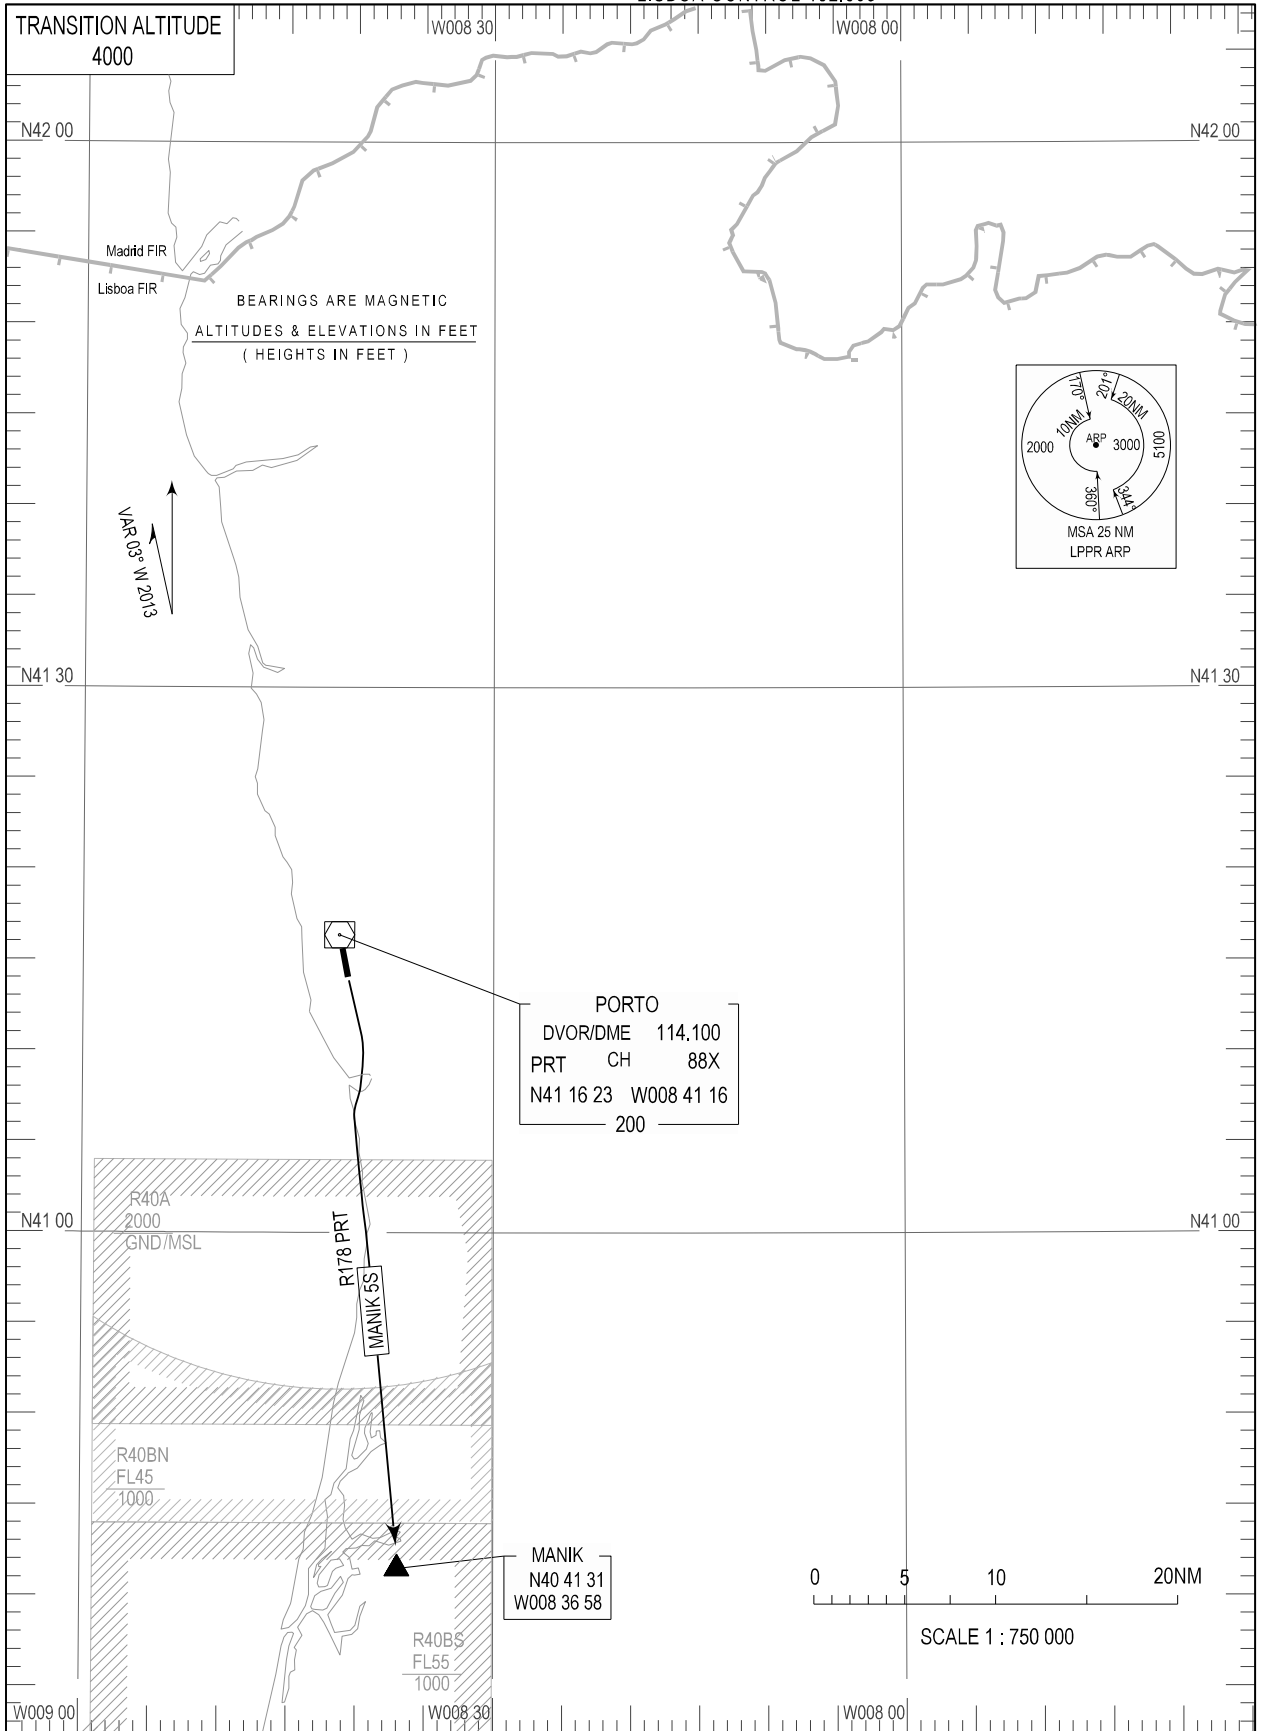 TRANSITION ALTITUDE
4000
W008 30
W008 00
N42 00
N42 00
Madrid FIR
Lisboa FIR
BEARINGS ARE MAGNETIC
ALTITUDES & ELEVATIONS IN FEET
( HEIGHTS IN FEET )
170°
201°
20NM
10NM
ARP
2000
3000
5100
360°
344°
MSA 25 NM
LPPR ARP
VAR 03° W 2013
N41 30
N41 30
PORTO
DVOR/DME 114.100
PRT CH 88X
N41 16 23 W008 41 16
200
R40A
2000
GND/MSL
N41 00
N41 00
R178 PRT
MANIK 5S
R40BN
FL45
1000
MANIK
N40 41 31
W008 36 58
0 5 10 20NM
SCALE 1 : 750 000
R40BS
FL55
1000
W009 00
W008 30
W008 00